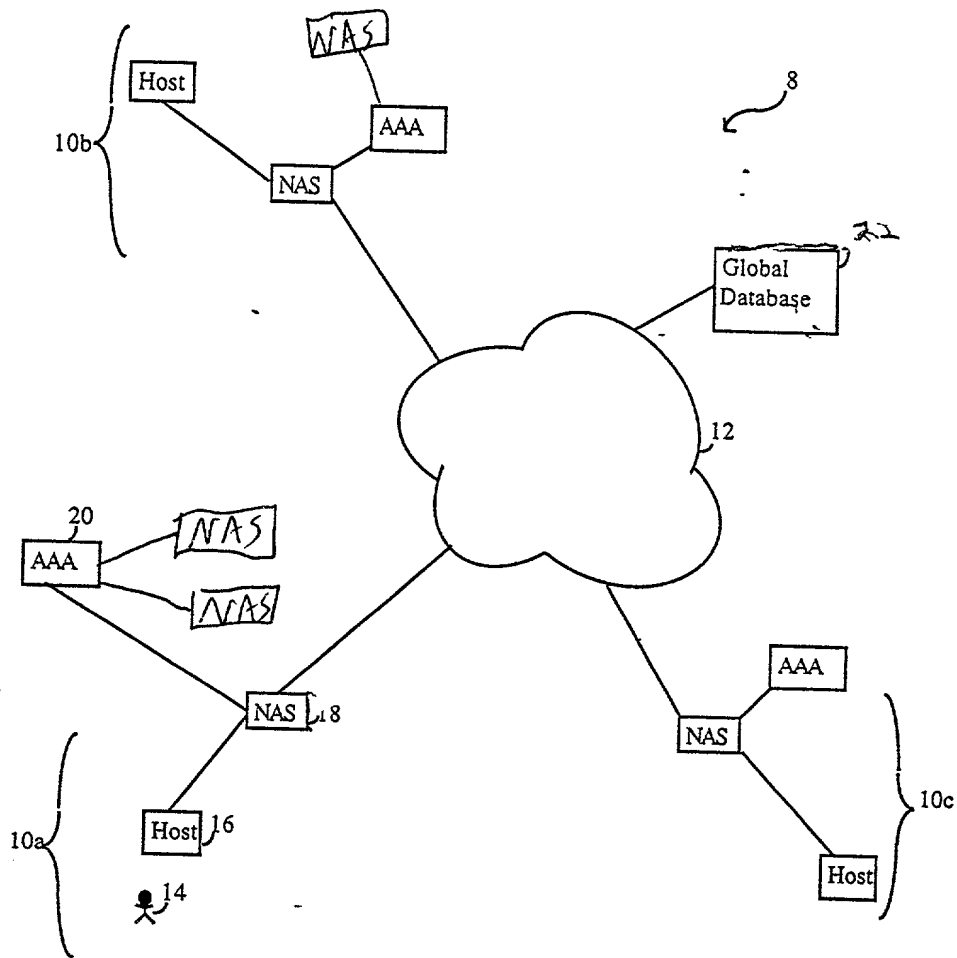 NAS
Host
AAA
8
10b
NAS
22
Global
Database
12
20
NAS
AAA
NAS
AAA
NAS
18
NAS
10c
Host
16
10a
Host
14